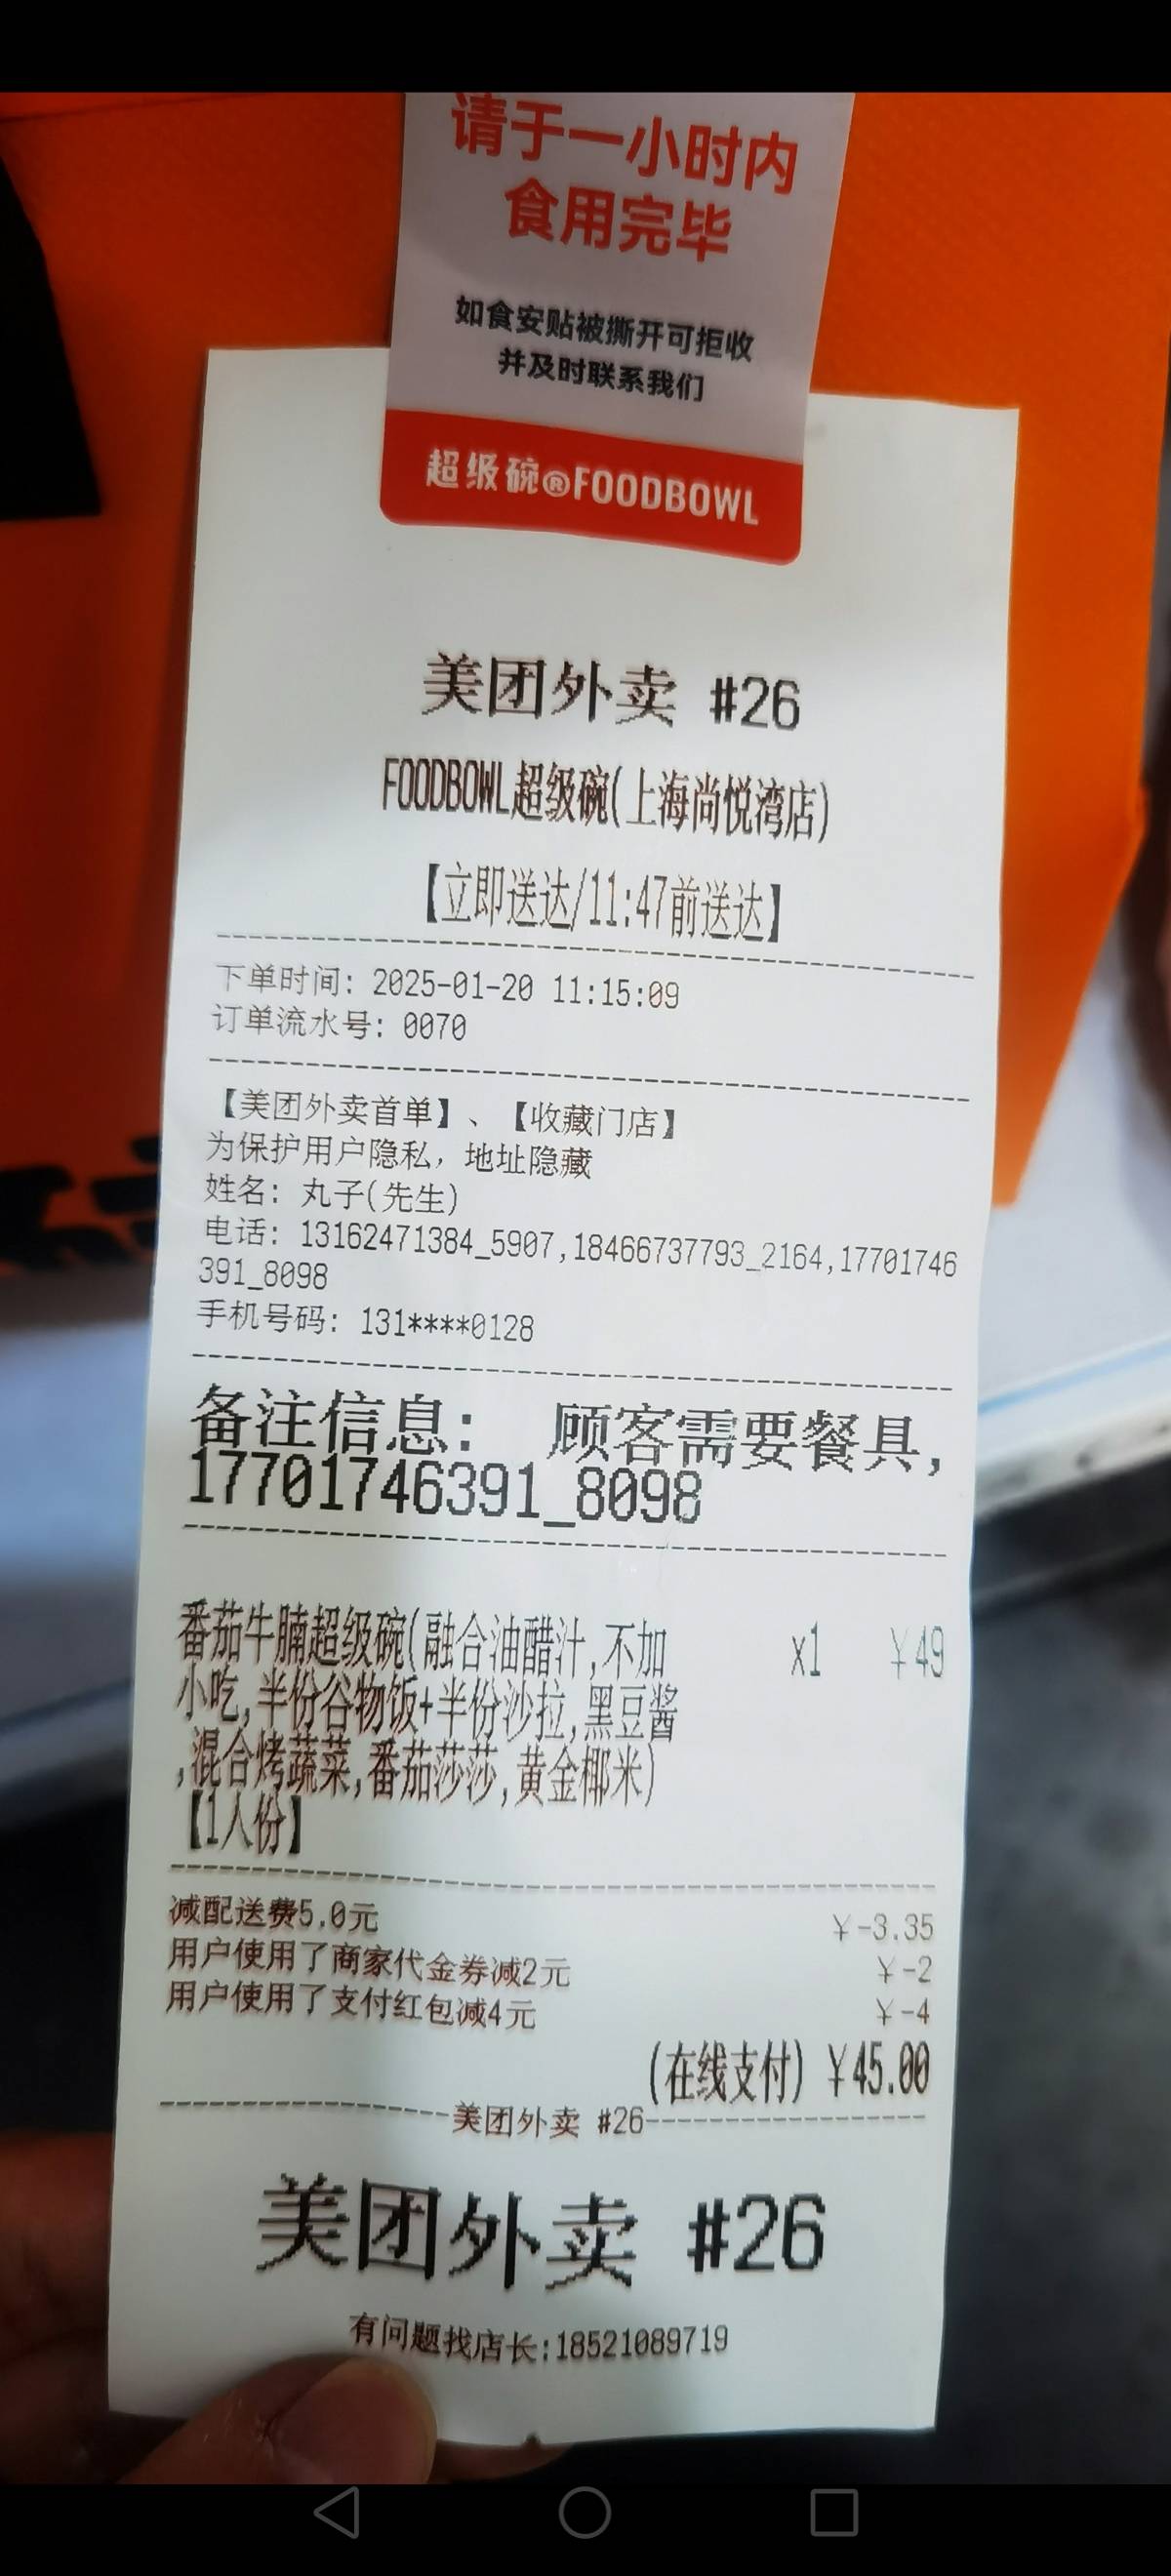 请于一小时内
食用完毕
如食安贴被撕开可拒收
并及时联系我们
超级碗®FOODBOWL
美团外卖 #26
FOODBOWL超级碗(上海尚悦湾店)
【立即送达/11:47前送达】
下单时间: 2025-01-20 11:15:09
订单流水号: 0070
【美团外卖首单】、【收藏门店】
为保护用户隐私，地址隐藏
姓名: 丸子(先生)
电话: 13162471384_5907,18466737793_2164,17701746
391_8098
手机号码: 131****0128
备注信息: 顾客需要餐具,
17701746391_8098
番茄牛腩超级碗(融合油醋汁,不加 x1 ￥49
小吃,半份谷物饭+半份沙拉,黑豆酱
,混合烤蔬菜,番茄莎莎,黄金椰米)
【1人份】
减配送费5.0元 ￥-3.35
用户使用了商家代金券减2元 ￥-2
用户使用了支付红包减4元 ￥-4
(在线支付) ￥45.00
美团外卖 #26
美团外卖 #26
有问题找店长:18521089719